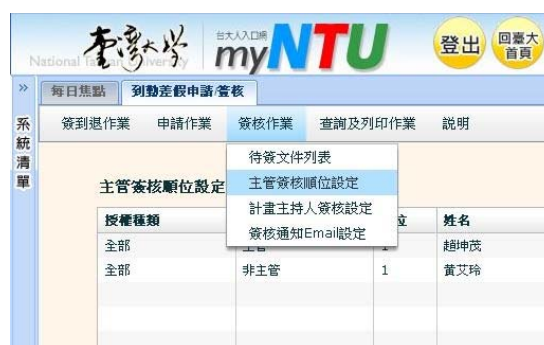 臺灣大學
National Taiwan University
台大人入口網
myNTU
登出
回臺大
首頁
每日焦點
到勤差假申請/簽核
系統清單
簽到退作業
申請作業
簽核作業
查詢及列印作業
說明
待簽文件列表
主管簽核順位設定
計畫主持人簽核設定
簽核通知Email設定
主管簽核順位設定
授權種類
位
姓名
全部
主管
1
趙坤茂
全部
非主管
1
黃艾玲